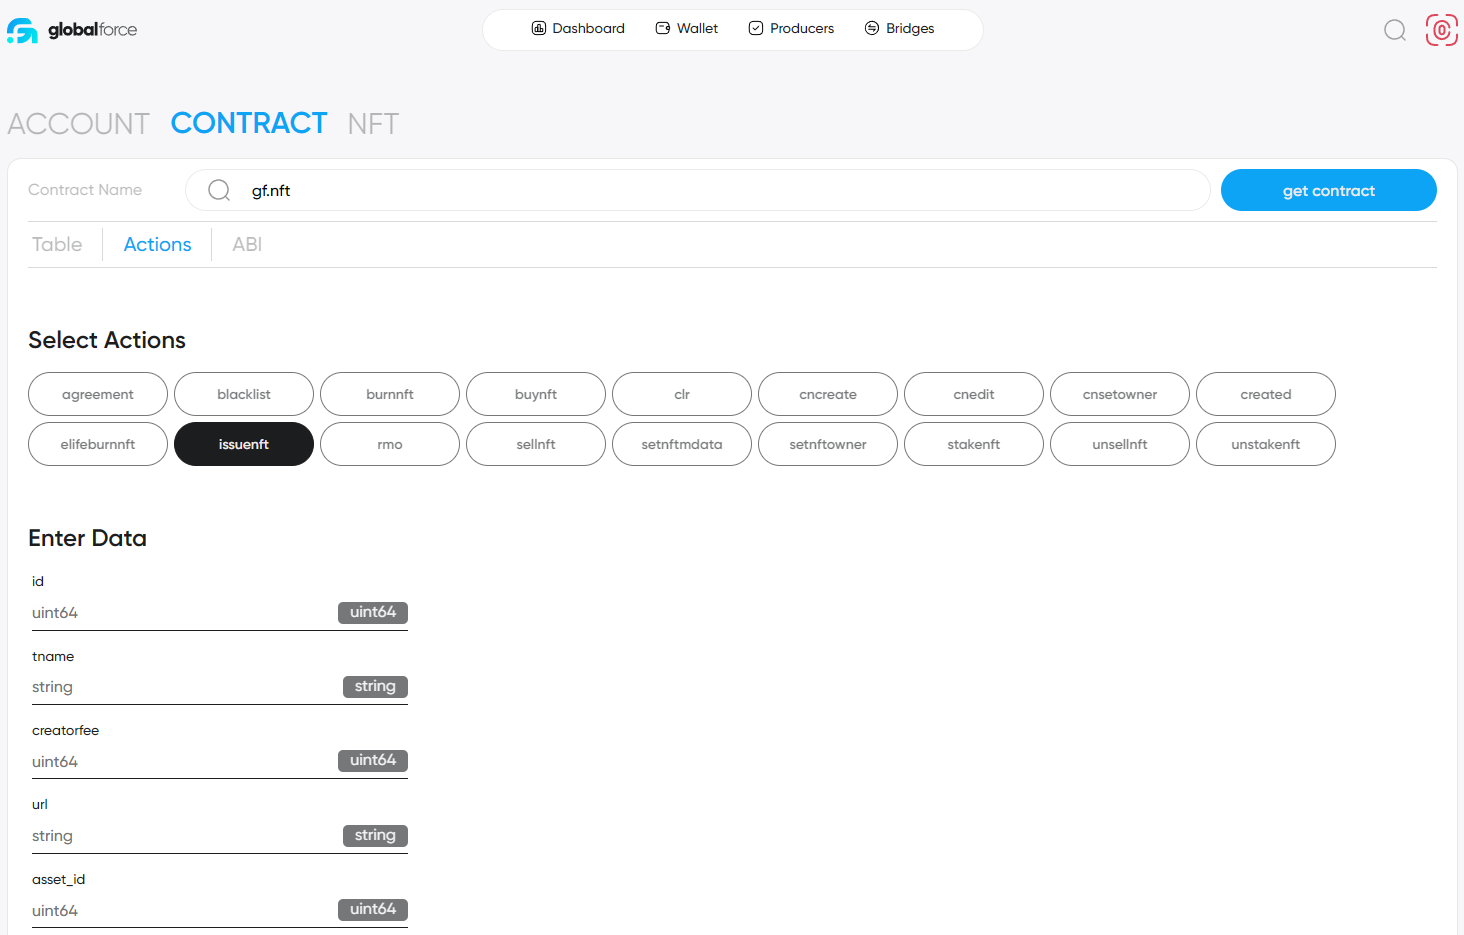 globalforce
Dashboard Wallet Producers Bridges
ACCOUNT CONTRACT NFT
Contract Name gf.nft get contract
Table Actions ABI
Select Actions
agreement blacklist burnnft buynft clr cncreate cnedit cnsetowner created
elifeburnnft issuenft rmo sellnft setnftmdata setnftowner stakenft unsellnft unstakenft
Enter Data
id
uint64 uint64
tname
string string
creatorfee
uint64 uint64
url
string string
asset_id
uint64 uint64